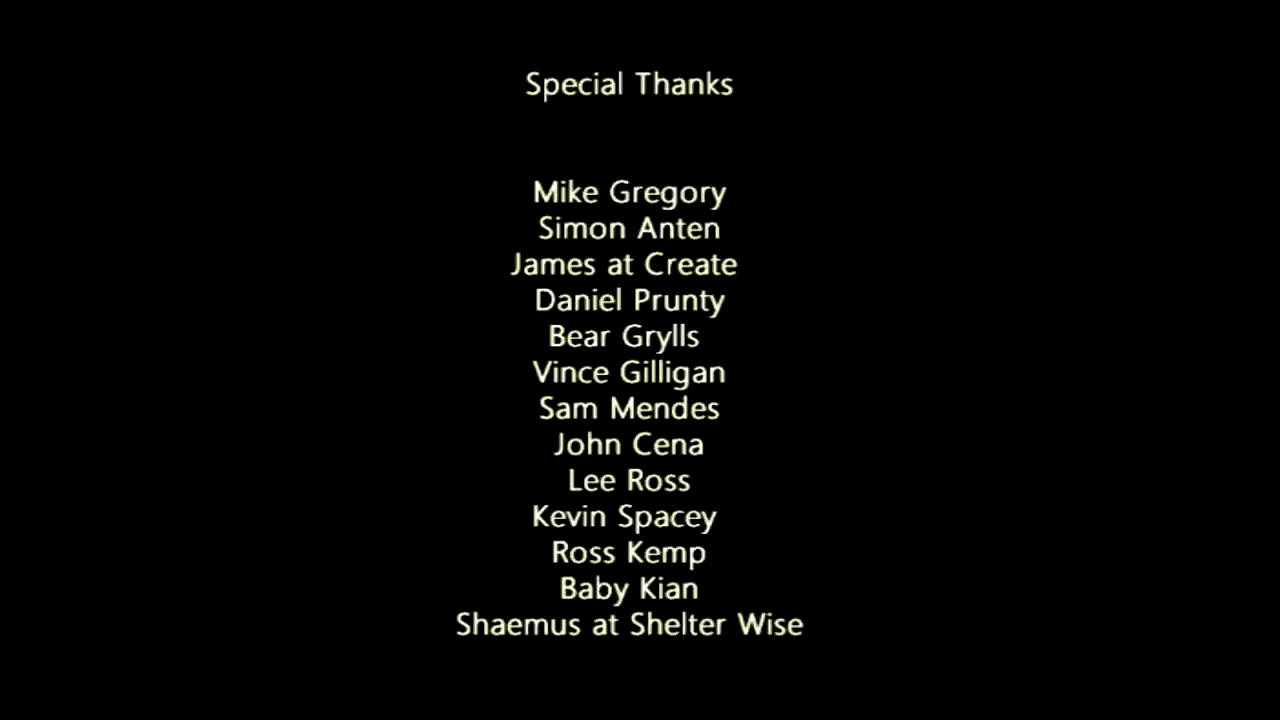 Special Thanks
Mike Gregory
Simon Anten
James at Create
Daniel Prunty
Bear Grylls
Vince Gilligan
Sam Mendes
John Cena
Lee Ross
Kevin Spacey
Ross Kemp
Baby Kian
Shaemus at Shelter Wise